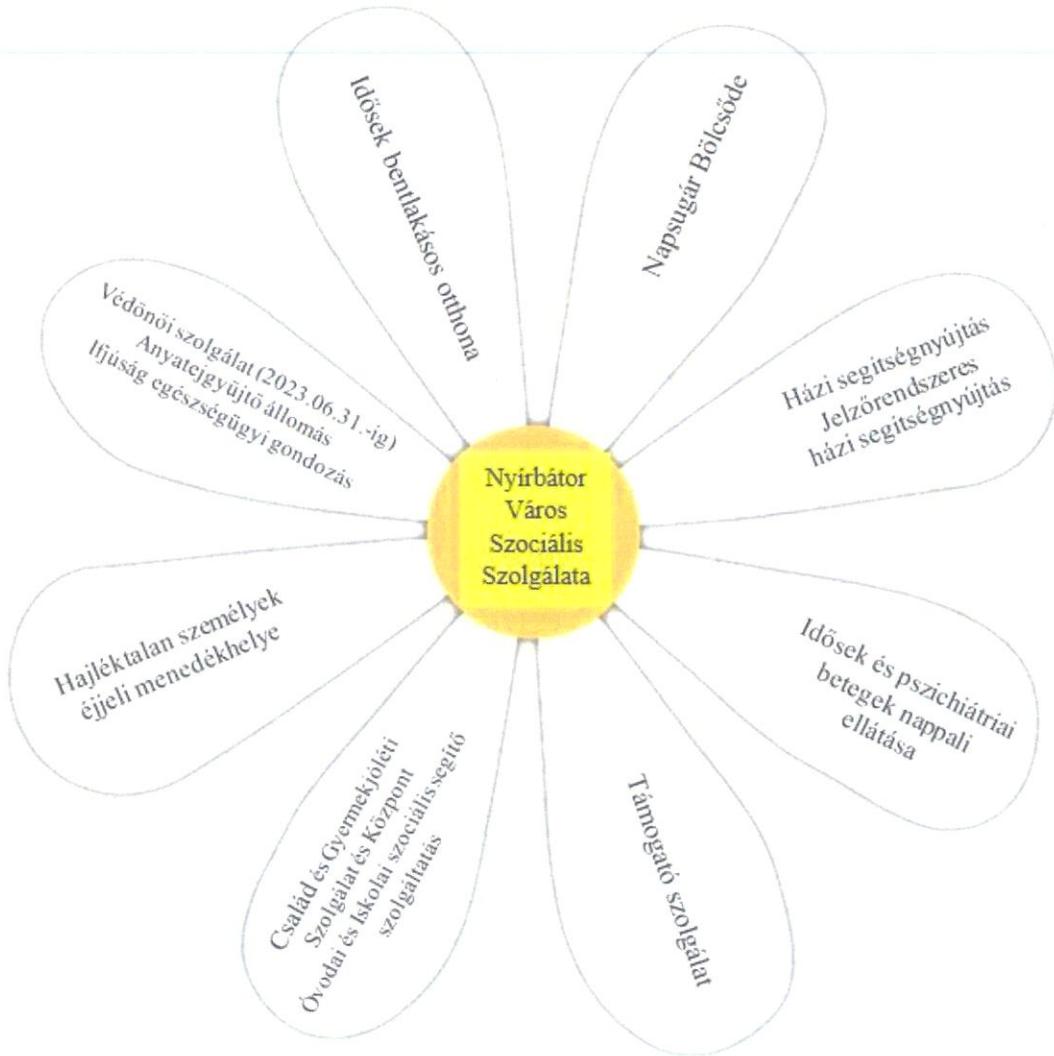 Idősek bentlakásos otthona
Napsugár Bölcsőde
Védőnői szolgálat (2023.06.31.-ig)
Anyatejgyűjtő állomás
Ifjúság egészségügyi gondozás
Házi segítségnyújtás
Jelzőrendszeres
házi segítségnyújtás
Nyírbátor
Város
Szociális
Szolgálata
Hajléktalan személyek
éjjeli menedékhelye
Idősek és pszichiátriai
betegek nappali
ellátása
Család és Gyermekjóléti
Szolgálat és Központ
Óvodai és Iskolai szociális segítő
szolgáltatás
Támogató szolgálat